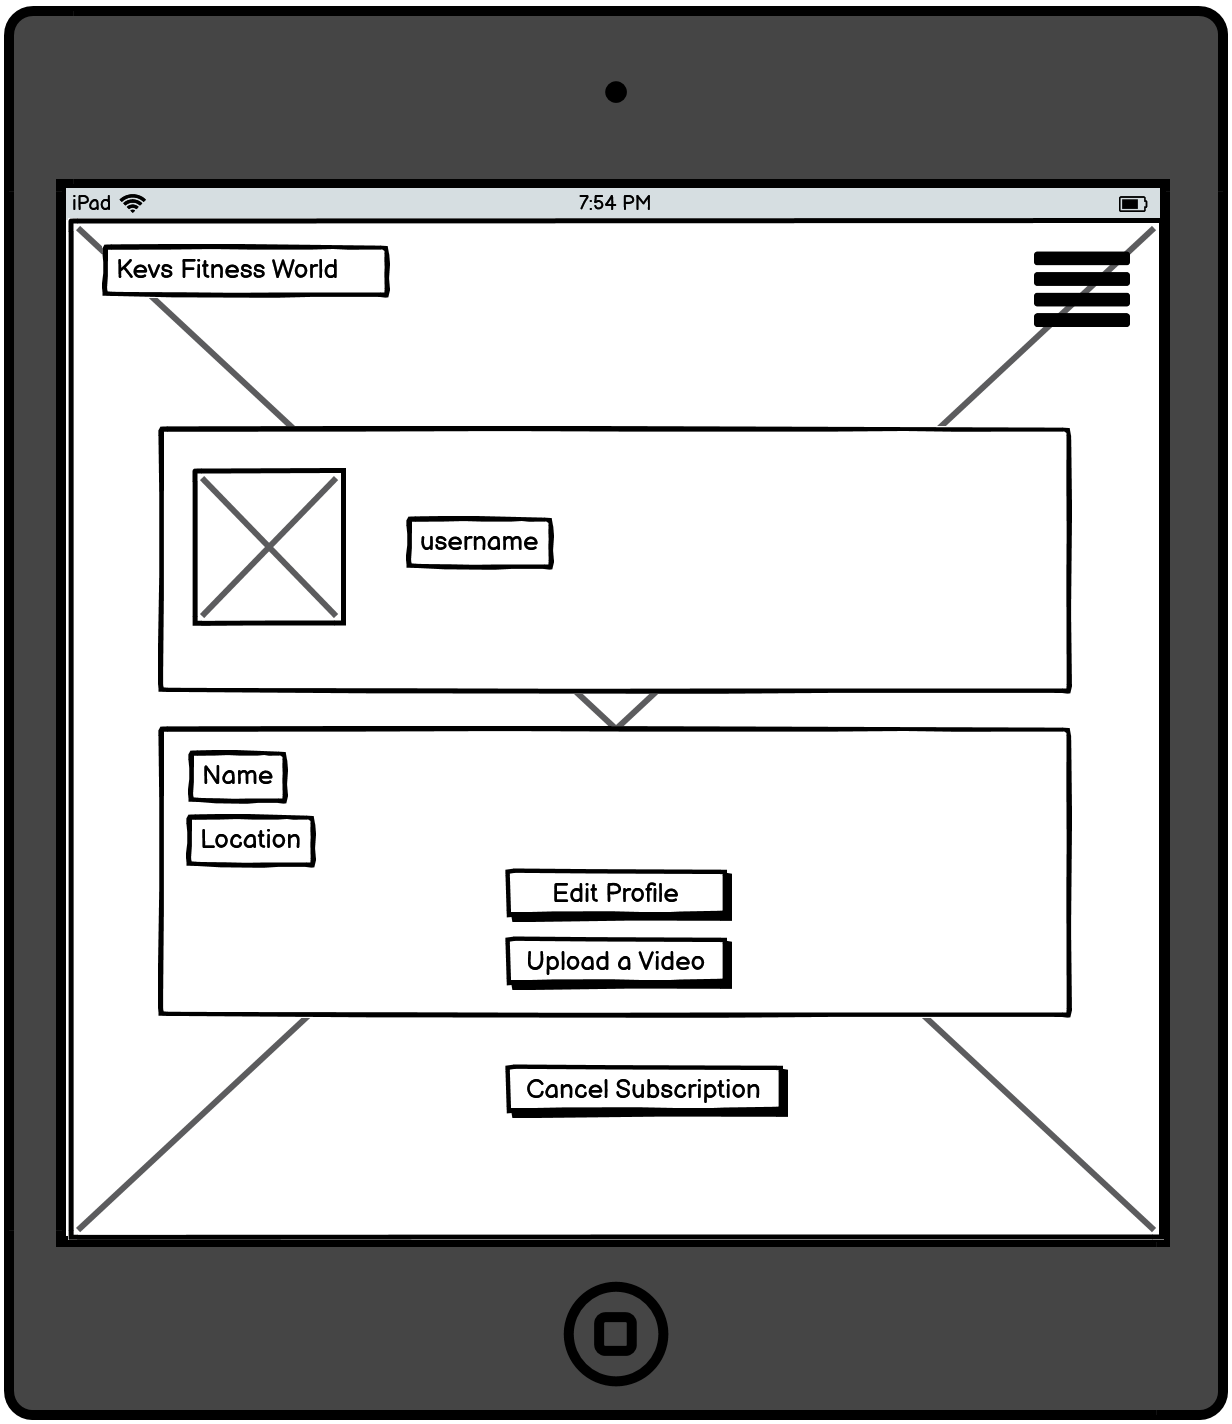 iPad
7:54 PM
Kevs Fitness World
username
Name
Location
Edit Profile
Upload a Video
Cancel Subscription